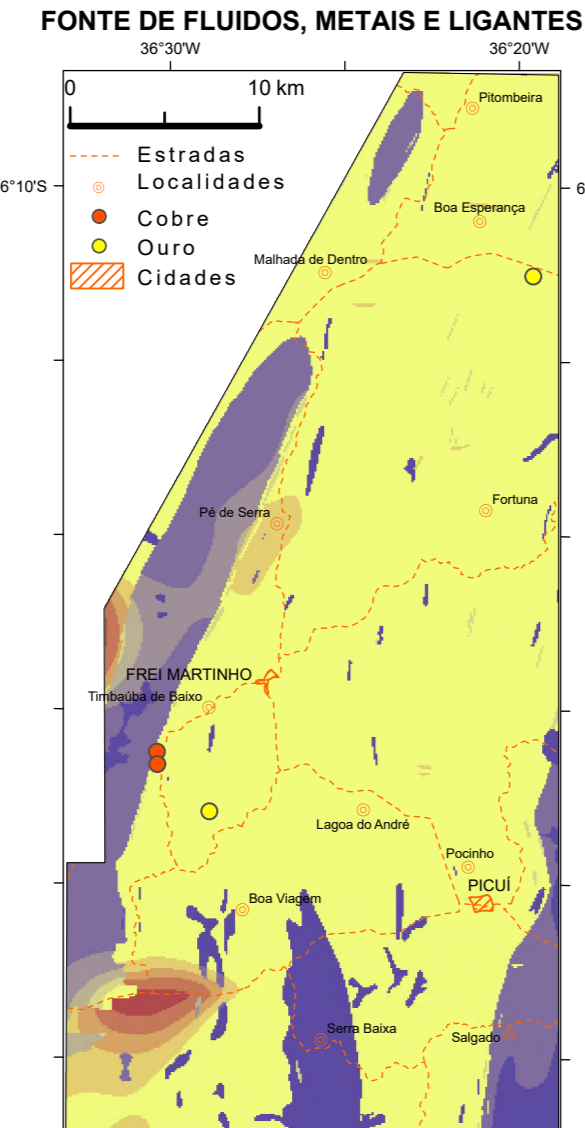 FONTE DE FLUIDOS, METAIS E LIGANTES
36°30'W 36°20'W
0 10 km
Pitombeira
Estradas
Localidades
6°10'S 6
Boa Esperança
Cobre
Ouro
Malhada de Dentro
Cidades
Fortuna
Pé de Serra
FREI MARTINHO
Timbaúba de Baixo
Lagoa do André
Pocinho
PICUÍ
Boa Viagem
Serra Baixa
Salgado